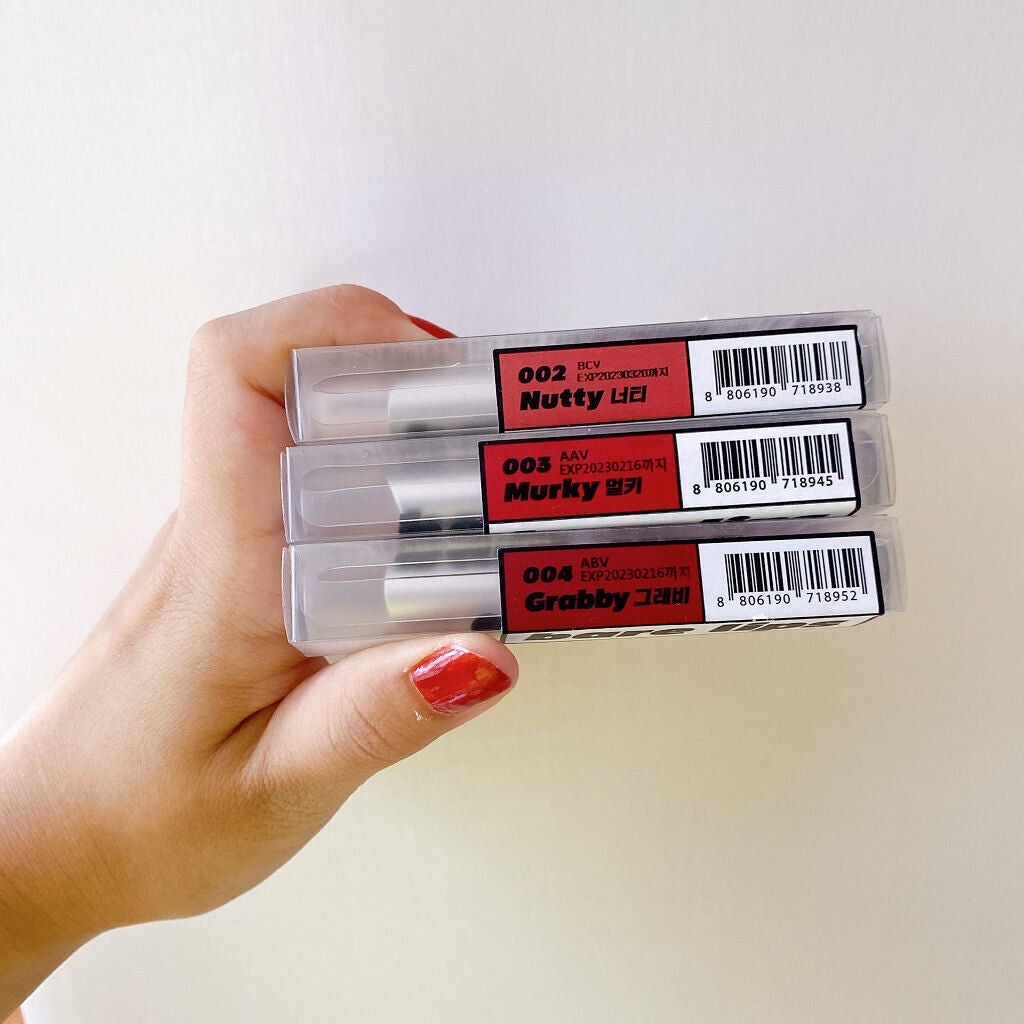 002 BCV
EXP20230320까지
Nutty 너티
8 806190 718938
003 AAV
EXP20230216까지
Murky 멀키
8 806190 718945
004 ABV
EXP20230216까지
Grabby 그래비
8 806190 718952
bare lips